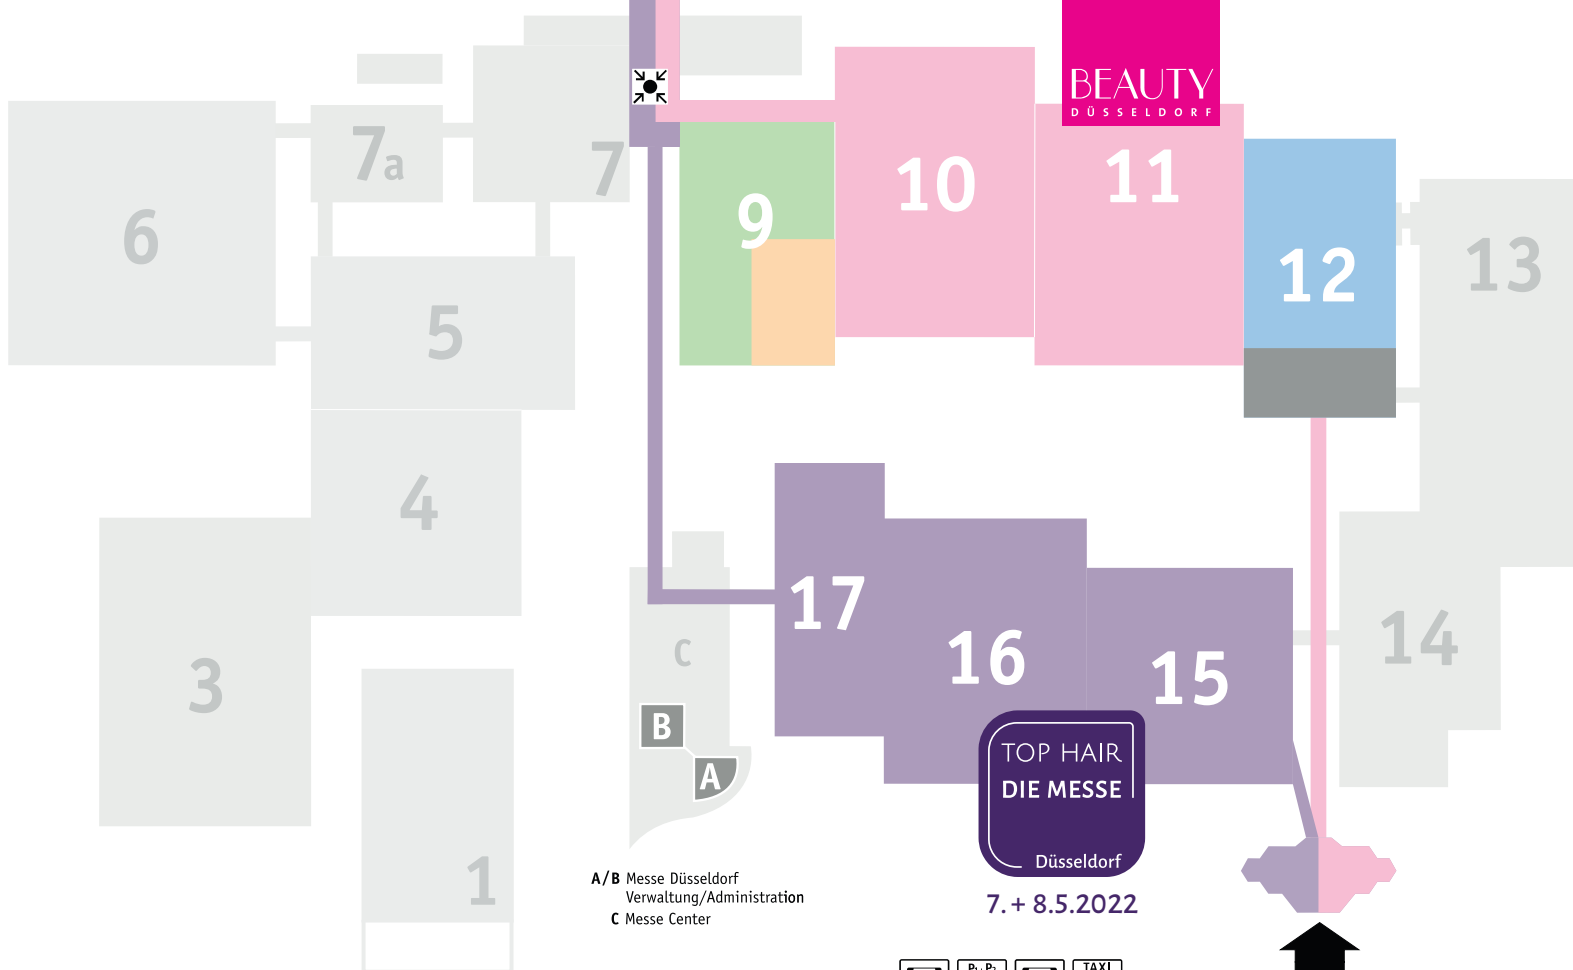 BEAUTY
DÜSSELDORF
7a
7
10
11
6
9
12
13
5
4
17
16
15
14
C
3
B
A
TOP HAIR
DIE MESSE
Düsseldorf
1
A/B Messe Düsseldorf
Verwaltung/Administration
C Messe Center
7. + 8.5.2022
TAXI